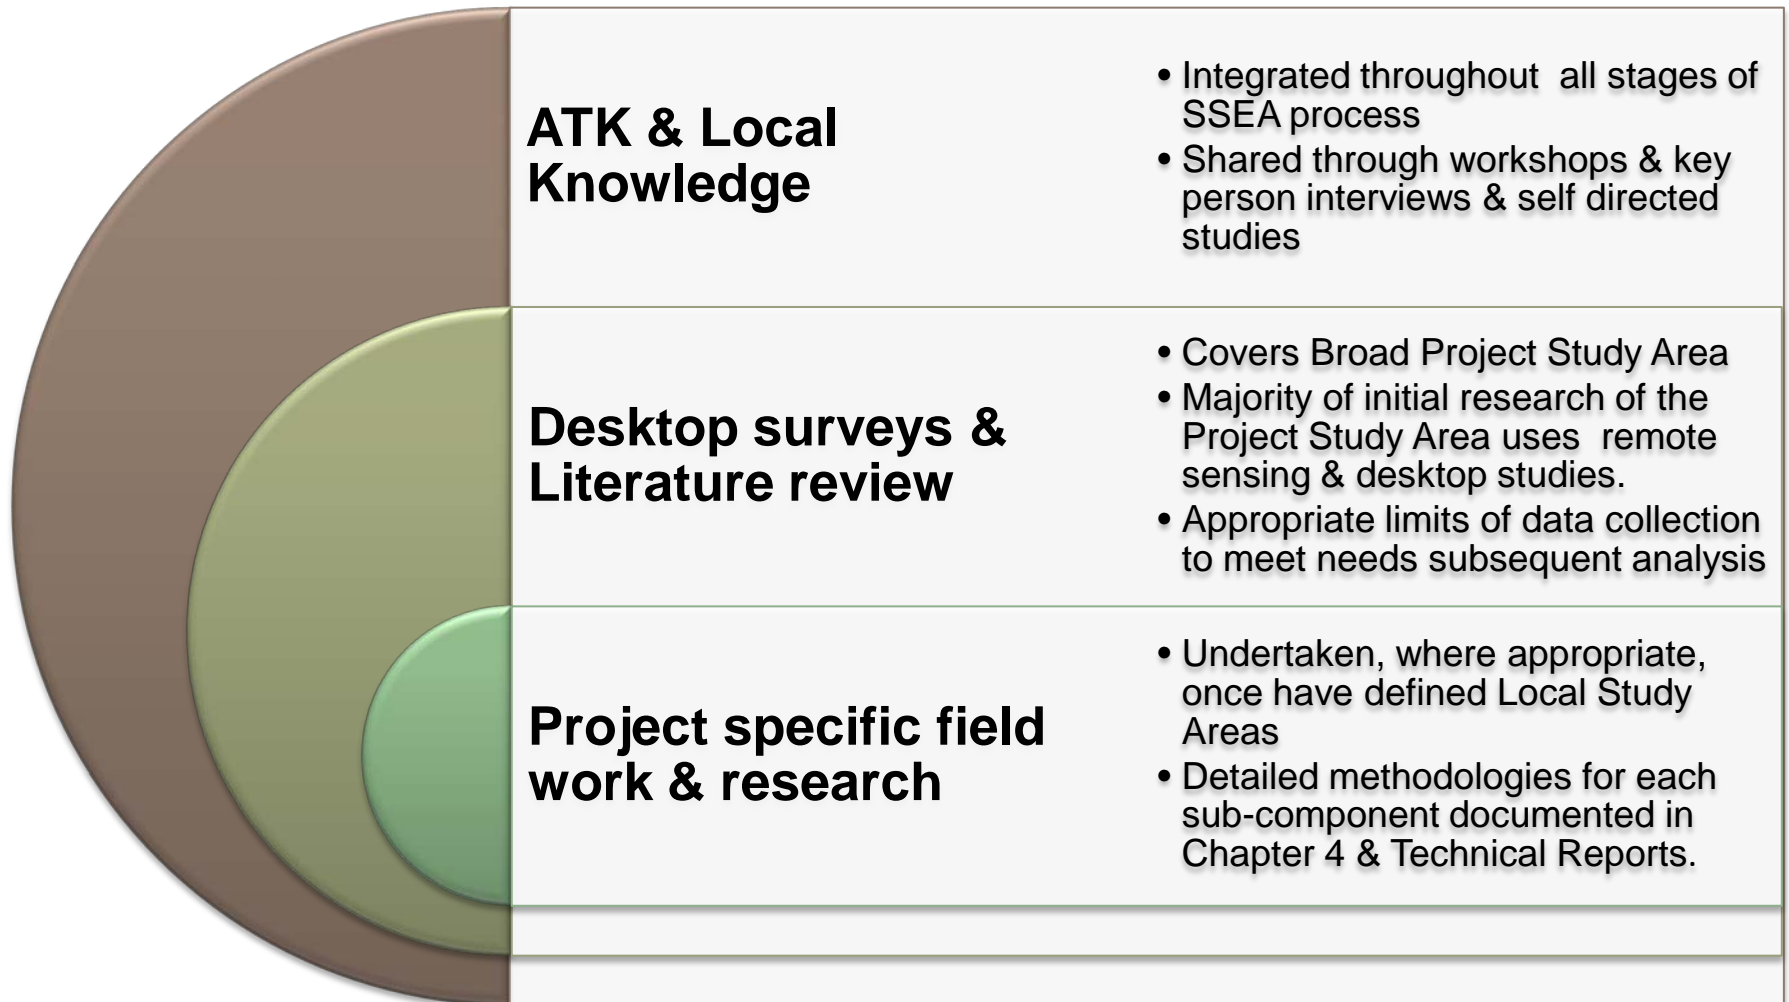 ATK & Local
Knowledge
• Integrated throughout all stages of
SSEA process
• Shared through workshops & key
person interviews & self directed
studies
Desktop surveys &
Literature review
• Covers Broad Project Study Area
• Majority of initial research of the
Project Study Area uses remote
sensing & desktop studies.
• Appropriate limits of data collection
to meet needs subsequent analysis
Project specific field
work & research
• Undertaken, where appropriate,
once have defined Local Study
Areas
• Detailed methodologies for each
sub-component documented in
Chapter 4 & Technical Reports.